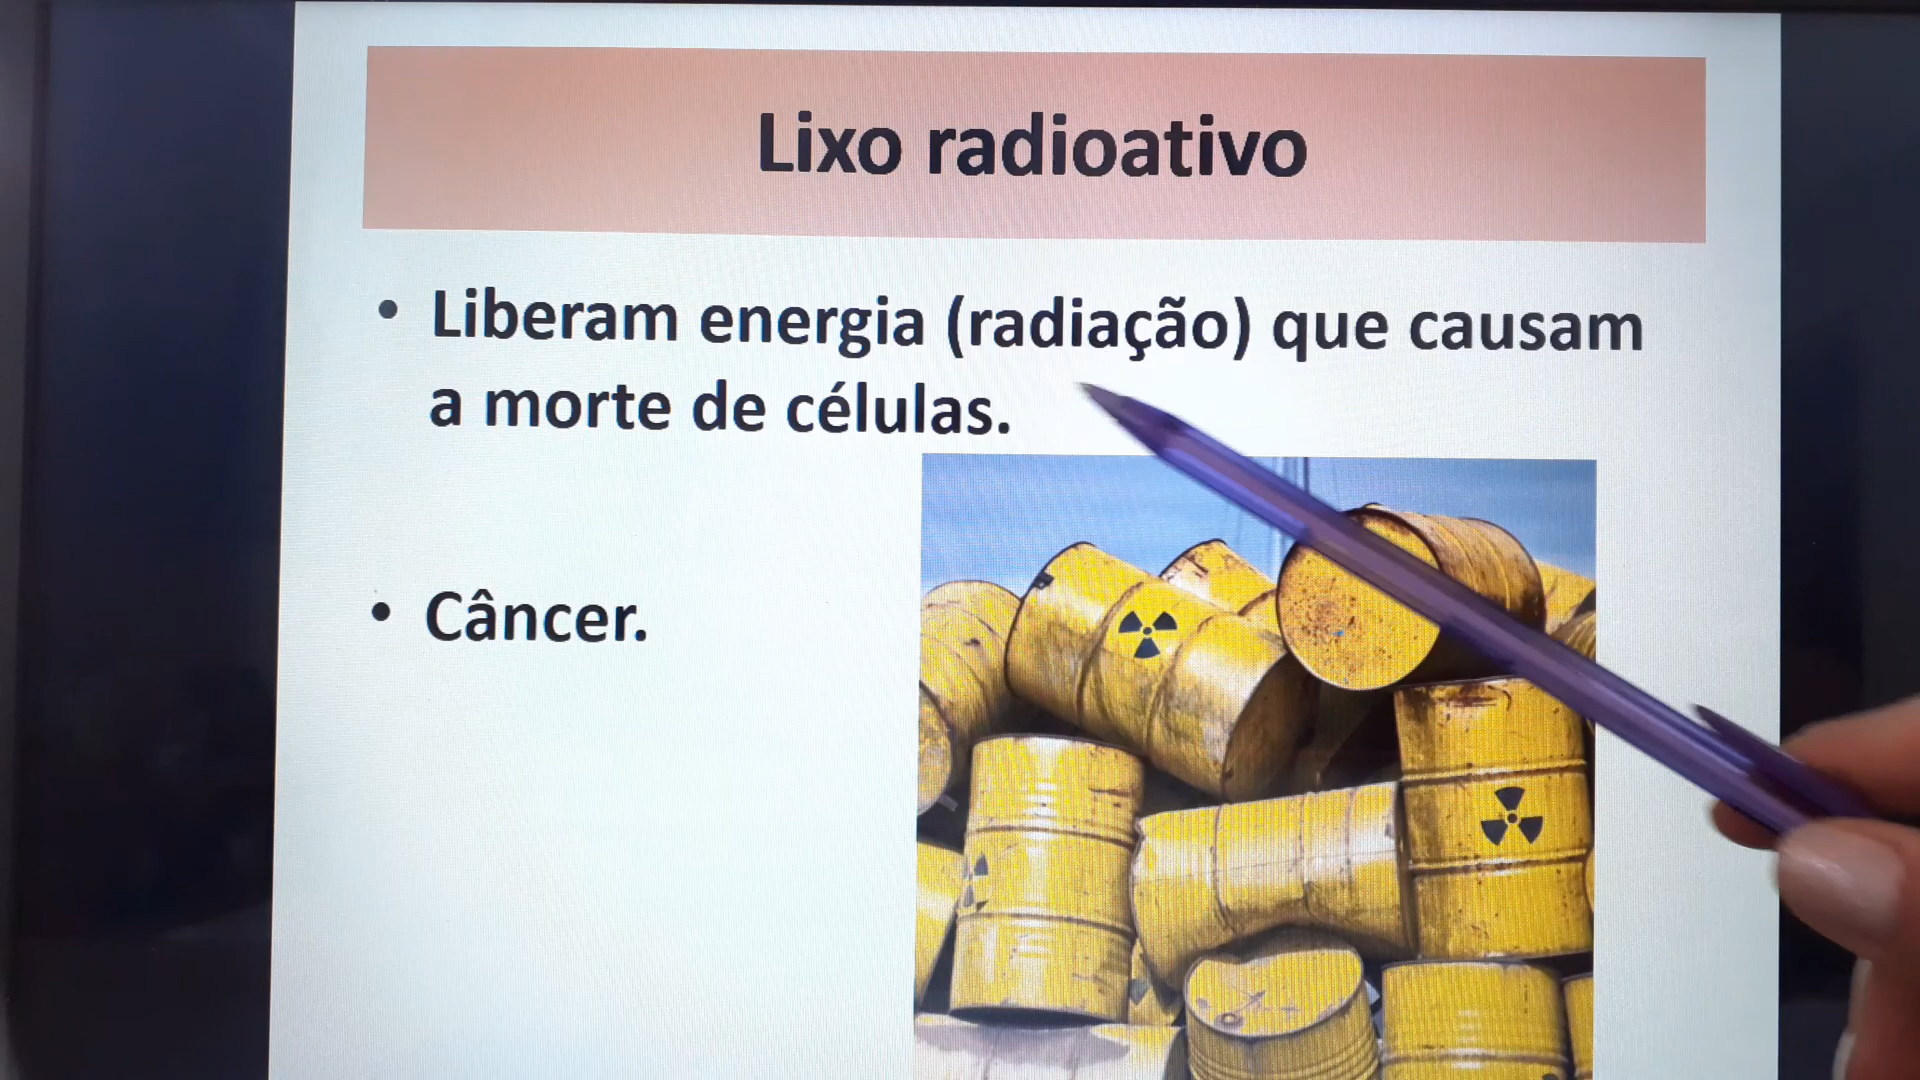 Lixo radioativo
• Liberam energia (radiação) que causam
a morte de células.
• Câncer.